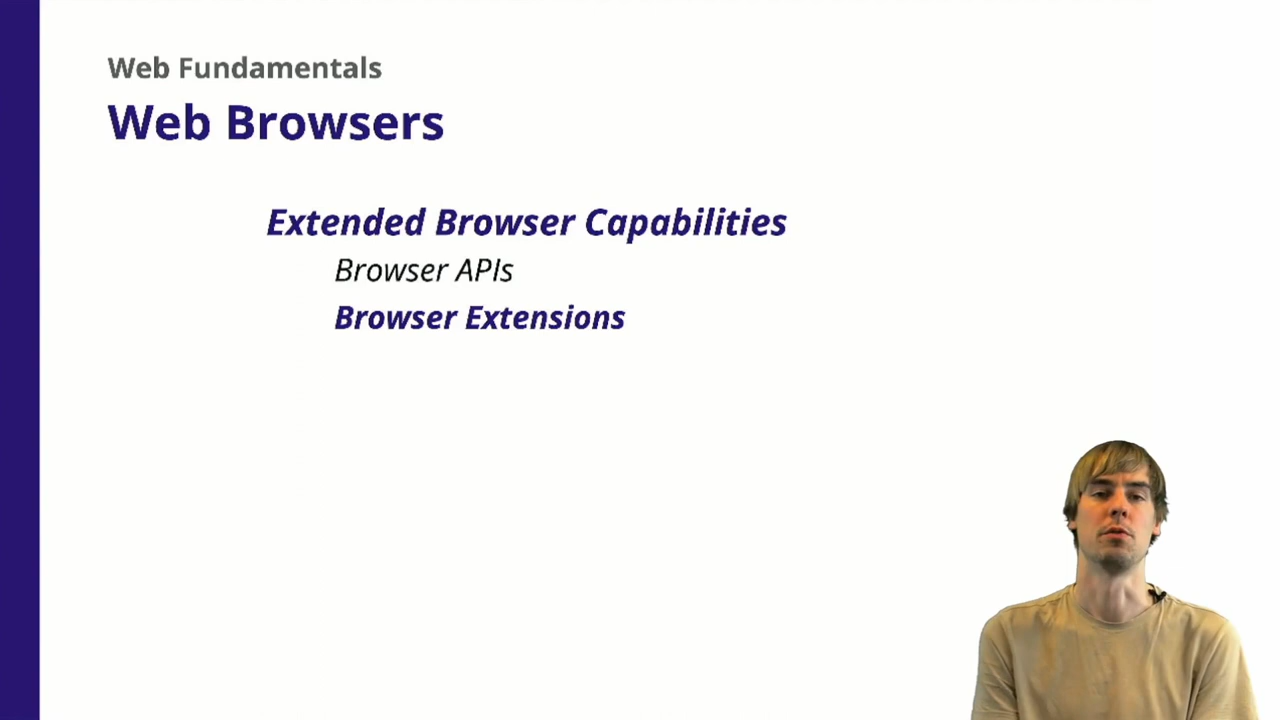 Web Fundamentals
Web Browsers
Extended Browser Capabilities
Browser APIs
Browser Extensions